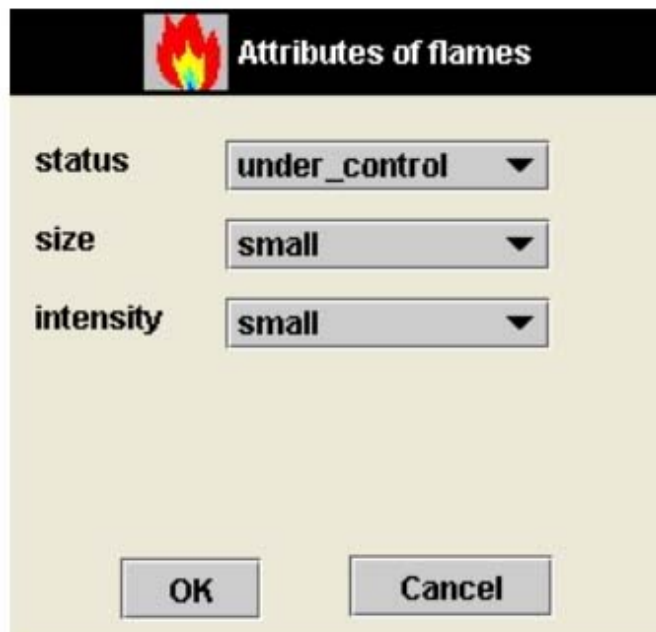 Attributes of flames
status under_control
size small
intensity small
OK Cancel